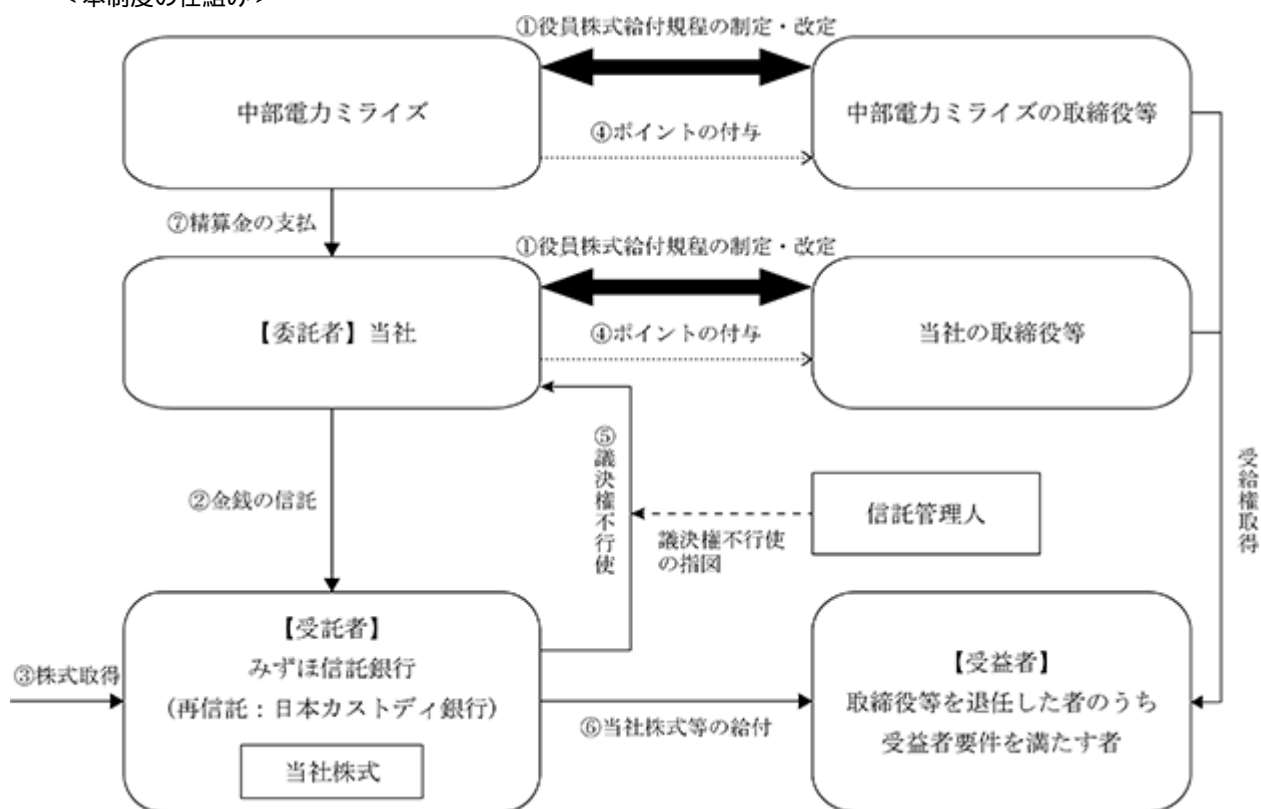 <本制度の仕組み>
①役員株式給付規程の制定・改定
中部電力ミライズ
中部電力ミライズの取締役等
④ポイントの付与
⑦精算金の支払
①役員株式給付規程の制定・改定
【委託者】当社
④ポイントの付与
当社の取締役等
⑤議決権不行使
受給権取得
②金銭の信託
信託管理人
議決権不行使
の指図
【受託者】
みずほ信託銀行
(再信託:日本カストディ銀行)
当社株式
③株式取得
⑥当社株式等の給付
【受益者】
取締役等を退任した者のうち
受益者要件を満たす者